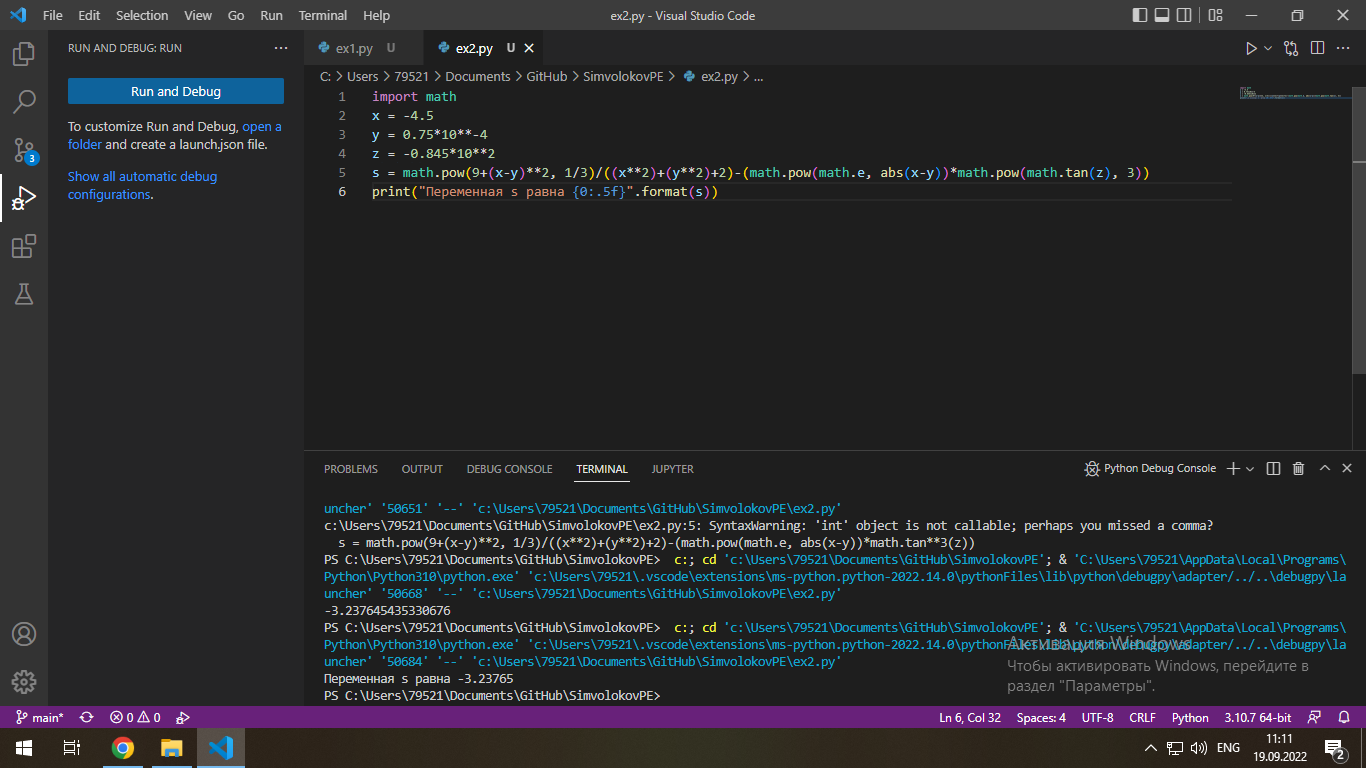 File Edit Selection View Go Run Terminal Help ex2.py - Visual Studio Code
RUN AND DEBUG: RUN ···
ex1.py U ex2.py U
C: > Users > 79521 > Documents > GitHub > SimvolokovPE > ex2.py > ...
Run and Debug
To customize Run and Debug, open a
folder and create a launch.json file.
Show all automatic debug
configurations.
3
1 import math
2 x = -4.5
3 y = 0.75*10**-4
4 z = -0.845*10**2
5 s = math.pow(9+(x-y)**2, 1/3)/((x**2)+(y**2)+2)-(math.pow(math.e, abs(x-y))*math.pow(math.tan(z), 3))
6 print("Переменная s равна {0:.5f}".format(s))
PROBLEMS OUTPUT DEBUG CONSOLE TERMINAL JUPYTER Python Debug Console
uncher' '50651' '--' 'c:\Users\79521\Documents\GitHub\SimvolokovPE\ex2.py'
c:\Users\79521\Documents\GitHub\SimvolokovPE\ex2.py:5: SyntaxWarning: 'int' object is not callable; perhaps you missed a comma?
s = math.pow(9+(x-y)**2, 1/3)/((x**2)+(y**2)+2)-(math.pow(math.e, abs(x-y))*math.tan**3(z))
PS C:\Users\79521\Documents\GitHub\SimvolokovPE> c:; cd 'c:\Users\79521\Documents\GitHub\SimvolokovPE'; & 'C:\Users\79521\AppData\Local\Programs\
Python\Python310\python.exe' 'c:\Users\79521\.vscode\extensions\ms-python.python-2022.14.0\pythonFiles\lib\python\debugpy\adapter/../..\debugpy\la
uncher' '50668' '--' 'c:\Users\79521\Documents\GitHub\SimvolokovPE\ex2.py'
-3.237645435330676
PS C:\Users\79521\Documents\GitHub\SimvolokovPE> c:; cd 'c:\Users\79521\Documents\GitHub\SimvolokovPE'; & 'C:\Users\79521\AppData\Local\Programs\
Python\Python310\python.exe' 'c:\Users\79521\.vscode\extensions\ms-python.python-2022.14.0\pythonFiles\lib\python\debugpy\adapter/../..\debugpy\la
uncher' '50684' '--' 'c:\Users\79521\Documents\GitHub\SimvolokovPE\ex2.py'
Переменная s равна -3.23765
PS C:\Users\79521\Documents\GitHub\SimvolokovPE>
Активация Windows
Чтобы активировать Windows, перейдите в
раздел "Параметры".
main* 0 0 Ln 6, Col 32 Spaces: 4 UTF-8 CRLF Python 3.10.7 64-bit
ENG 11:11
19.09.2022 2